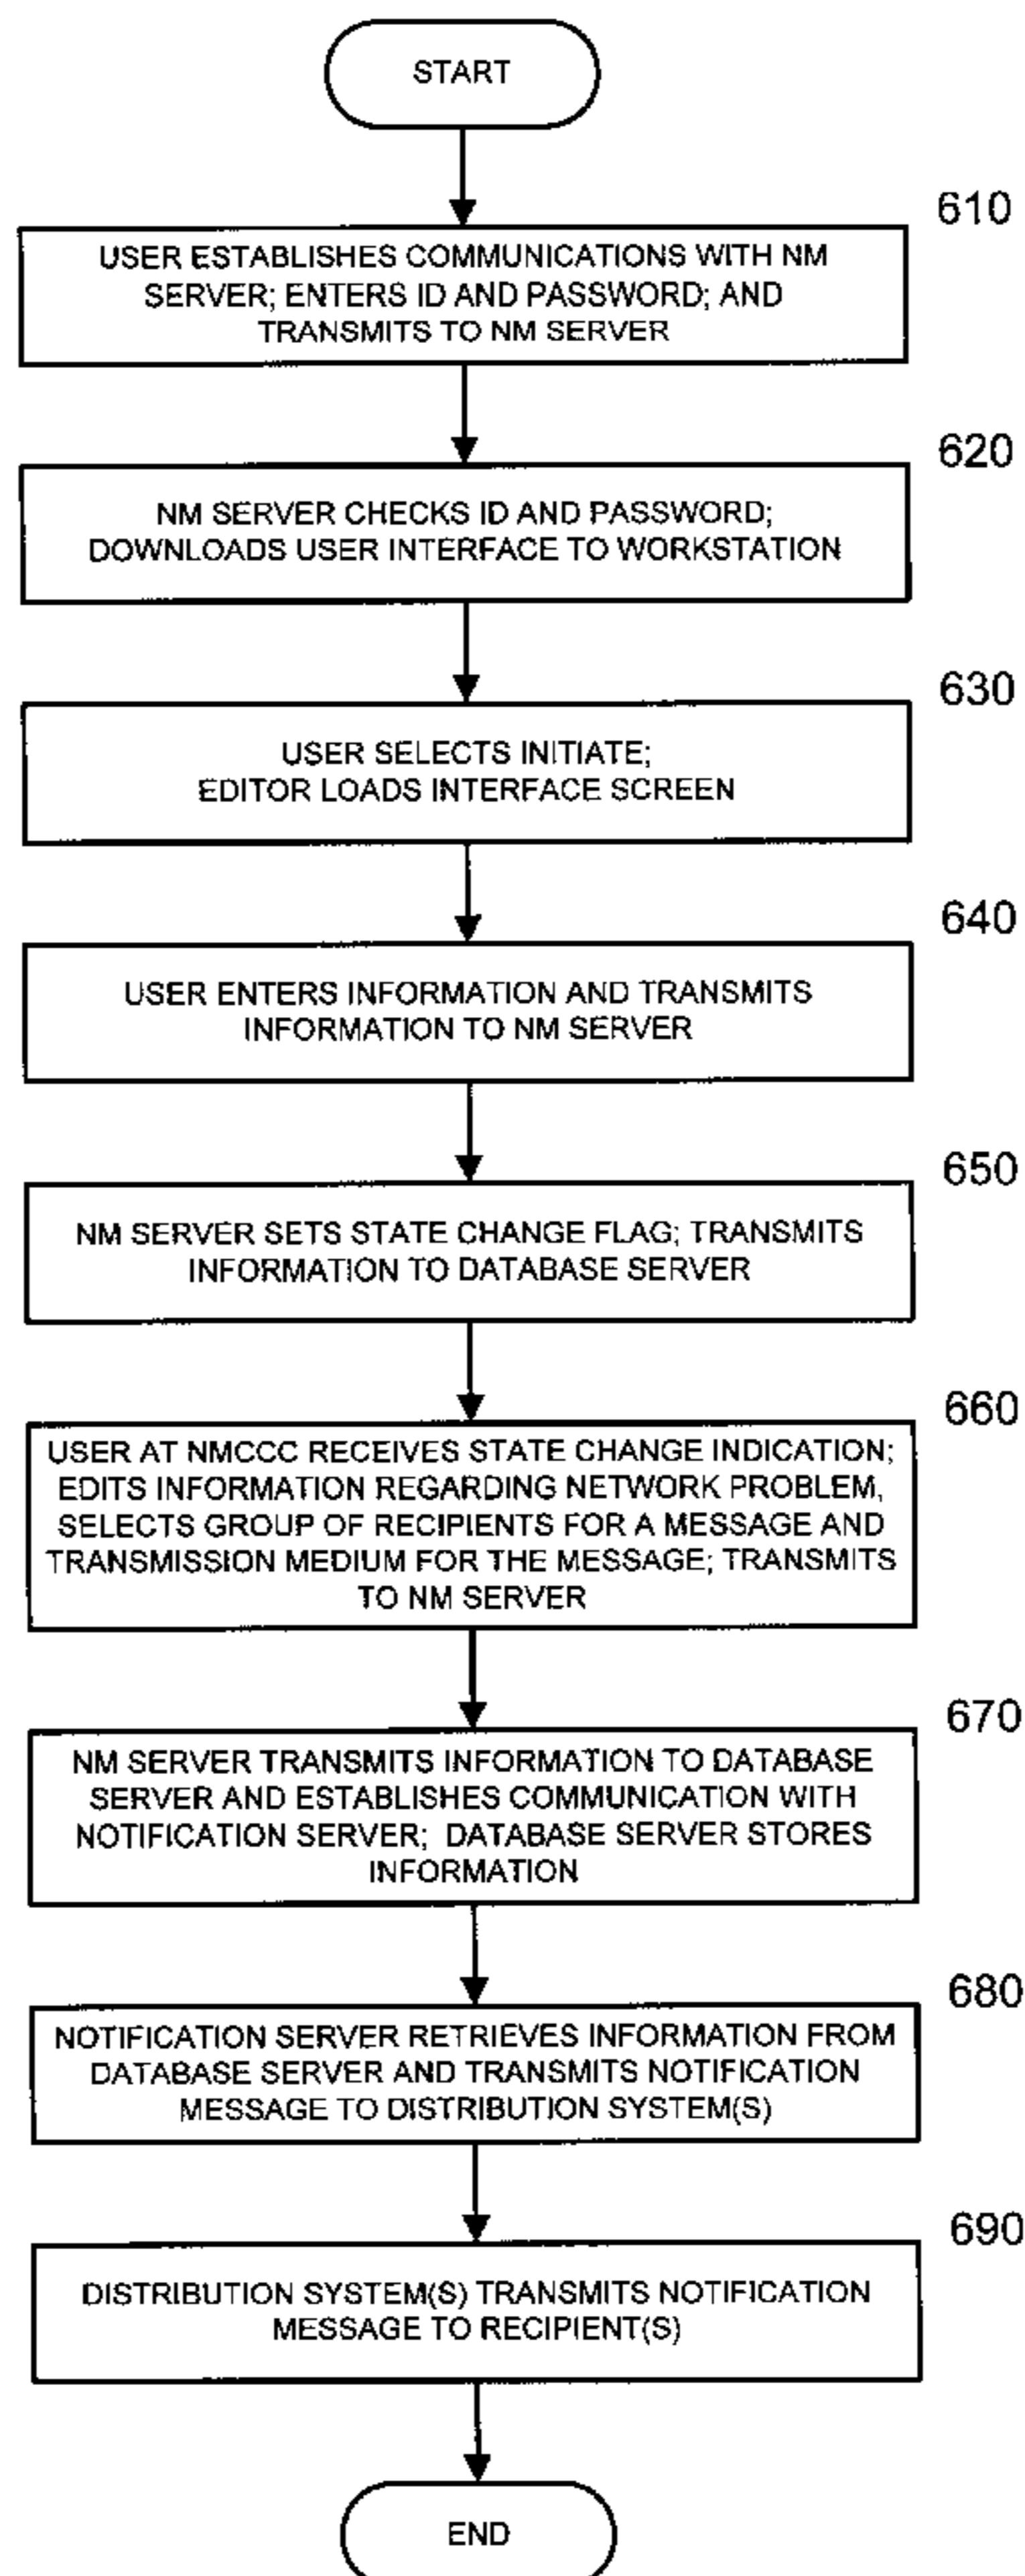 START
610
USER ESTABLISHES COMMUNICATIONS WITH NM
SERVER; ENTERS ID AND PASSWORD; AND
TRANSMITS TO NM SERVER
620
NM SERVER CHECKS ID AND PASSWORD;
DOWNLOADS USER INTERFACE TO WORKSTATION
630
USER SELECTS INITIATE;
EDITOR LOADS INTERFACE SCREEN
640
USER ENTERS INFORMATION AND TRANSMITS
INFORMATION TO NM SERVER
650
NM SERVER SETS STATE CHANGE FLAG; TRANSMITS
INFORMATION TO DATABASE SERVER
660
USER AT NMCCC RECEIVES STATE CHANGE INDICATION;
EDITS INFORMATION REGARDING NETWORK PROBLEM,
SELECTS GROUP OF RECIPIENTS FOR A MESSAGE AND
TRANSMISSION MEDIUM FOR THE MESSAGE; TRANSMITS
TO NM SERVER
670
NM SERVER TRANSMITS INFORMATION TO DATABASE
SERVER AND ESTABLISHES COMMUNICATION WITH
NOTIFICATION SERVER; DATABASE SERVER STORES
INFORMATION
680
NOTIFICATION SERVER RETRIEVES INFORMATION FROM
DATABASE SERVER AND TRANSMITS NOTIFICATION
MESSAGE TO DISTRIBUTION SYSTEM(S)
690
DISTRIBUTION SYSTEM(S) TRANSMITS NOTIFICATION
MESSAGE TO RECIPIENT(S)
END